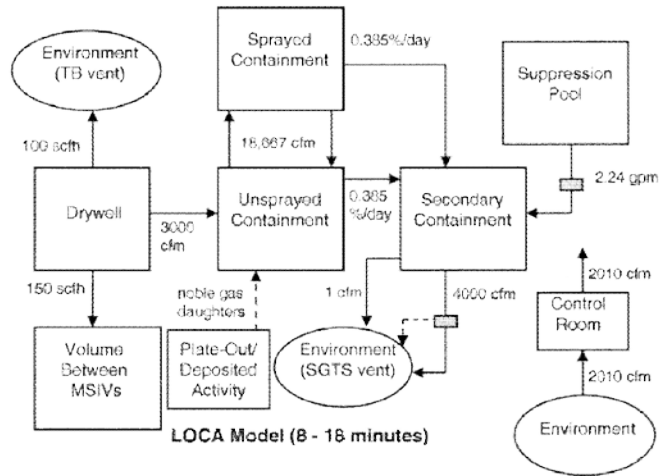 Environment
(TB vent)
Sprayed
Containment
0.385%/day
Suppression
Pool
100 scfh
18,667 cfm
2.24 gpm
Drywell
3000
cfm
Unsprayed
Containment
0.385
%/day
Secondary
Containment
150 scfh
noble gas
daughters
1 cfm
4000 cfm
2010 cfm
Control
Room
Volume
Between
MSIVs
Plate-Out/
Deposited
Activity
Environment
(SGTS vent)
2010 cfm
LOCA Model (8 - 18 minutes)
Environment